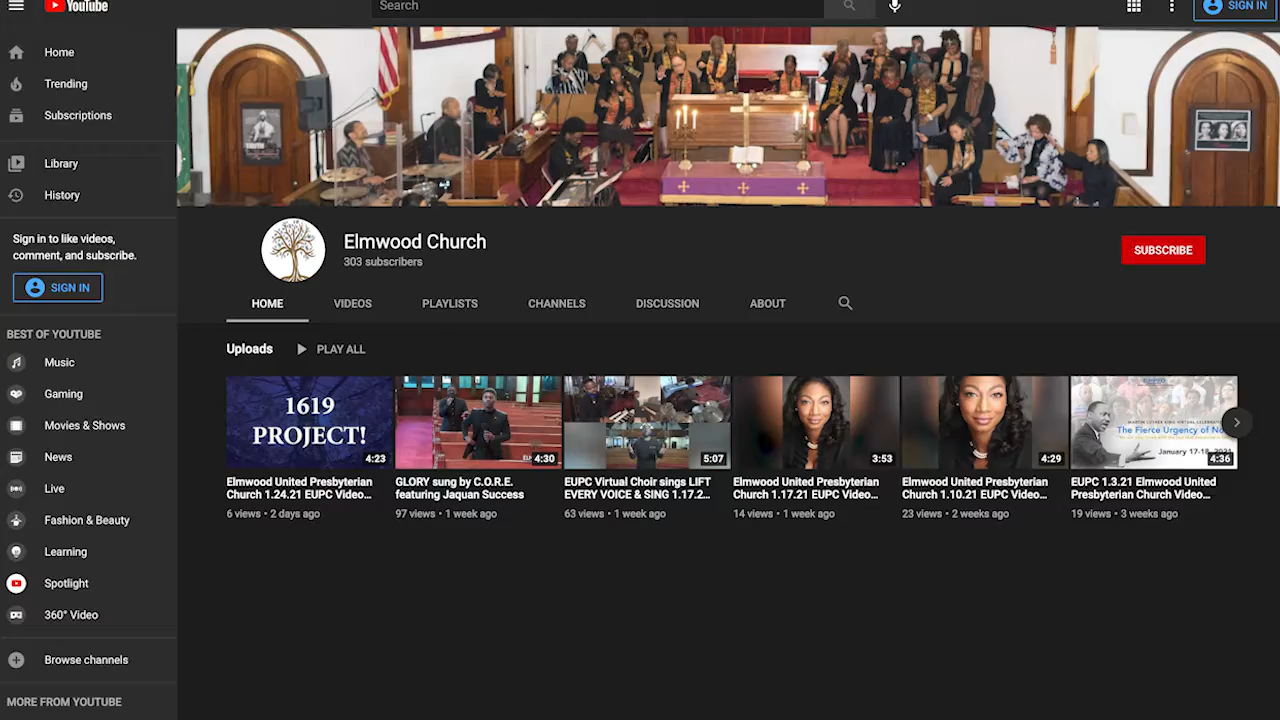 YouTube
Search
SIGN IN
Home
Trending
Subscriptions
Library
History
Sign in to like videos,
comment, and subscribe.
SIGN IN
BEST OF YOUTUBE
Music
Gaming
Movies & Shows
News
Live
Fashion & Beauty
Learning
Spotlight
360° Video
Browse channels
MORE FROM YOUTUBE
TRUTH
Elmwood Church
303 subscribers
SUBSCRIBE
HOME
VIDEOS
PLAYLISTS
CHANNELS
DISCUSSION
ABOUT
Uploads
PLAY ALL
1619
PROJECT!
4:23
Elmwood United Presbyterian
Church 1.24.21 EUPC Video...
6 views • 2 days ago
4:30
GLORY sung by C.O.R.E.
featuring Jaquan Success
97 views • 1 week ago
5:07
EUPC Virtual Choir sings LIFT
EVERY VOICE & SING 1.17.2...
63 views • 1 week ago
3:53
Elmwood United Presbyterian
Church 1.17.21 EUPC Video...
14 views • 1 week ago
4:29
Elmwood United Presbyterian
Church 1.10.21 EUPC Video...
23 views • 2 weeks ago
MARTIN LUTHER KING VIRTUAL CELEBRATION
The Fierce Urgency of No
January 17-18, 2021
4:36
EUPC 1.3.21 Elmwood United
Presbyterian Church Video...
19 views • 3 weeks ago